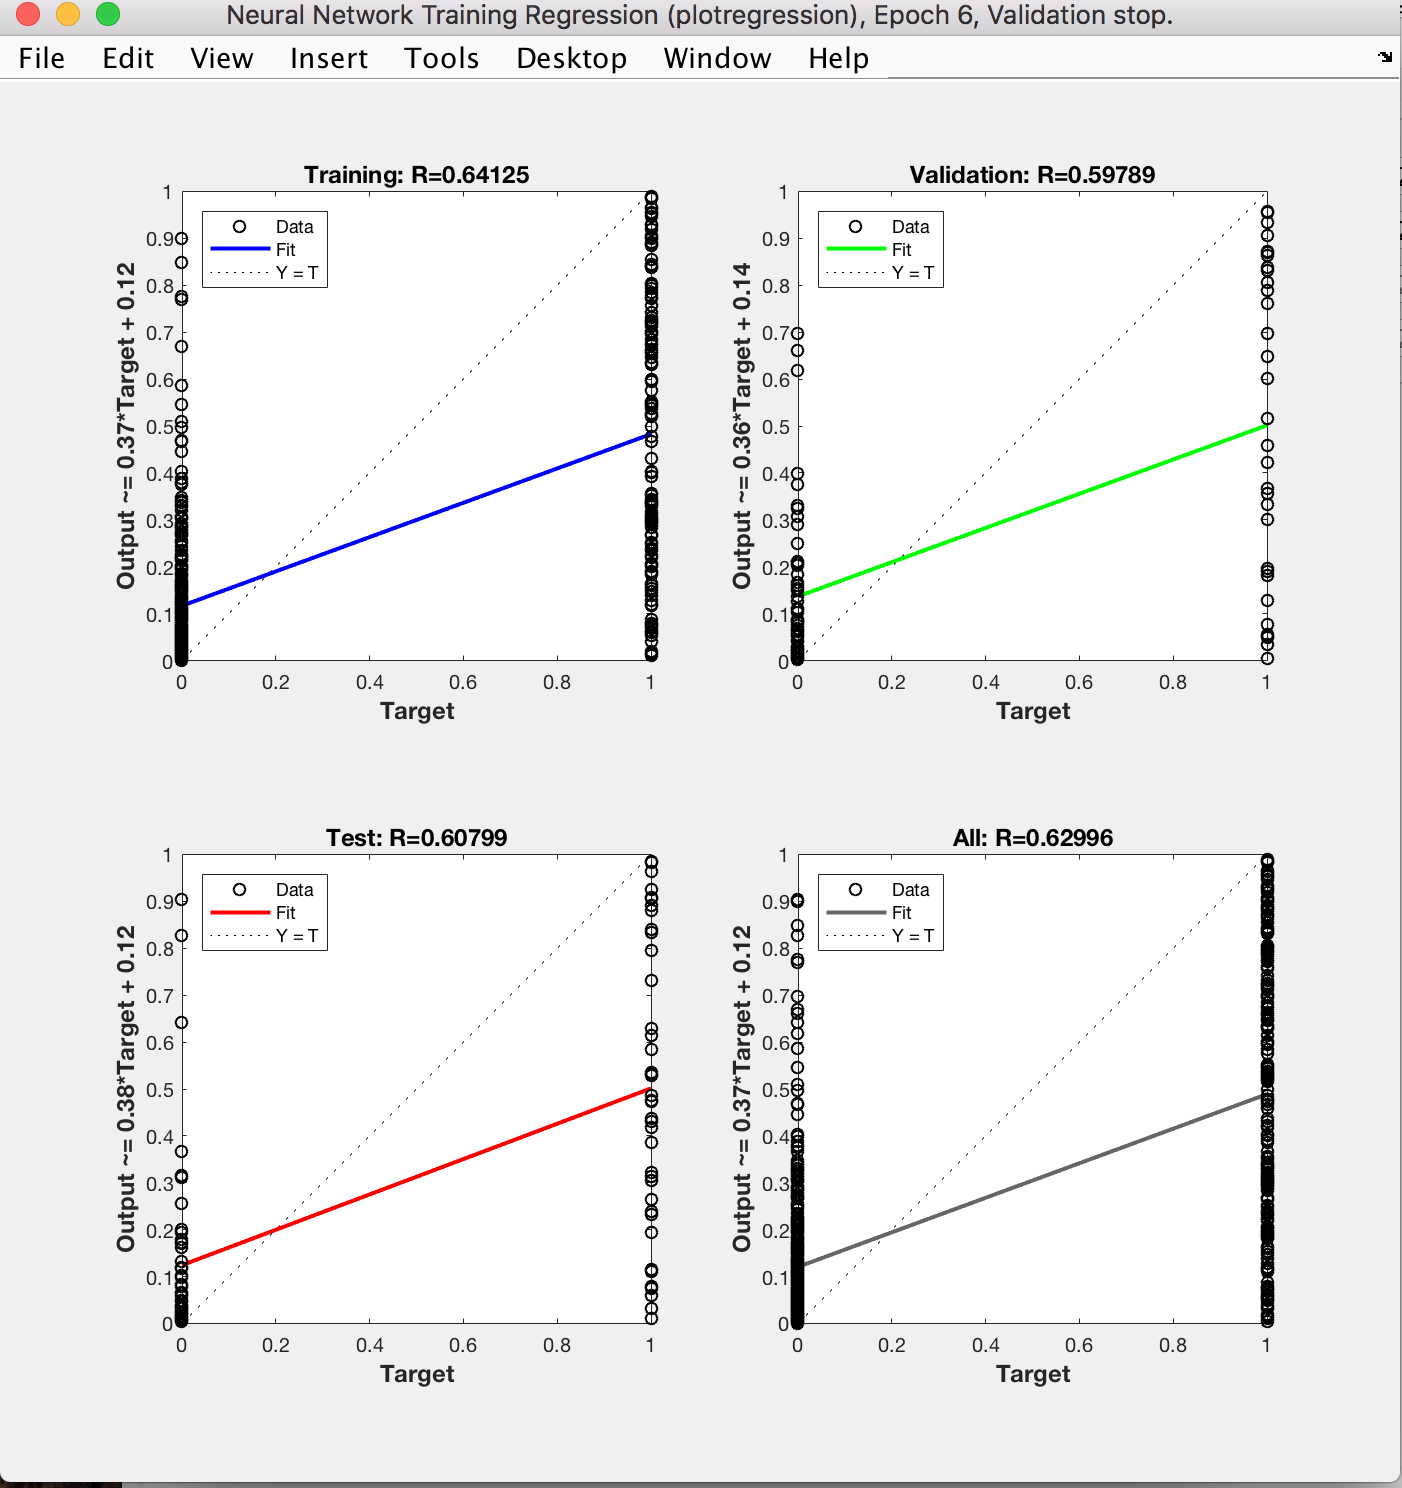 Neural Network Training Regression (plotregression), Epoch 6, Validation stop.
File Edit View Insert Tools Desktop Window Help
Training: R=0.64125
Output ~= 0.37*Target + 0.12
1
0.9
0.8
0.7
0.6
0.5
0.4
0.3
0.2
0.1
0
Data
Fit
Y = T
0 0.2 0.4 0.6 0.8 1
Target
Validation: R=0.59789
Output ~= 0.36*Target + 0.14
1
0.9
0.8
0.7
0.6
0.5
0.4
0.3
0.2
0.1
0
Data
Fit
Y = T
0 0.2 0.4 0.6 0.8 1
Target
Test: R=0.60799
Output ~= 0.38*Target + 0.12
1
0.9
0.8
0.7
0.6
0.5
0.4
0.3
0.2
0.1
0
Data
Fit
Y = T
0 0.2 0.4 0.6 0.8 1
Target
All: R=0.62996
Output ~= 0.37*Target + 0.12
1
0.9
0.8
0.7
0.6
0.5
0.4
0.3
0.2
0.1
0
Data
Fit
Y = T
0 0.2 0.4 0.6 0.8 1
Target